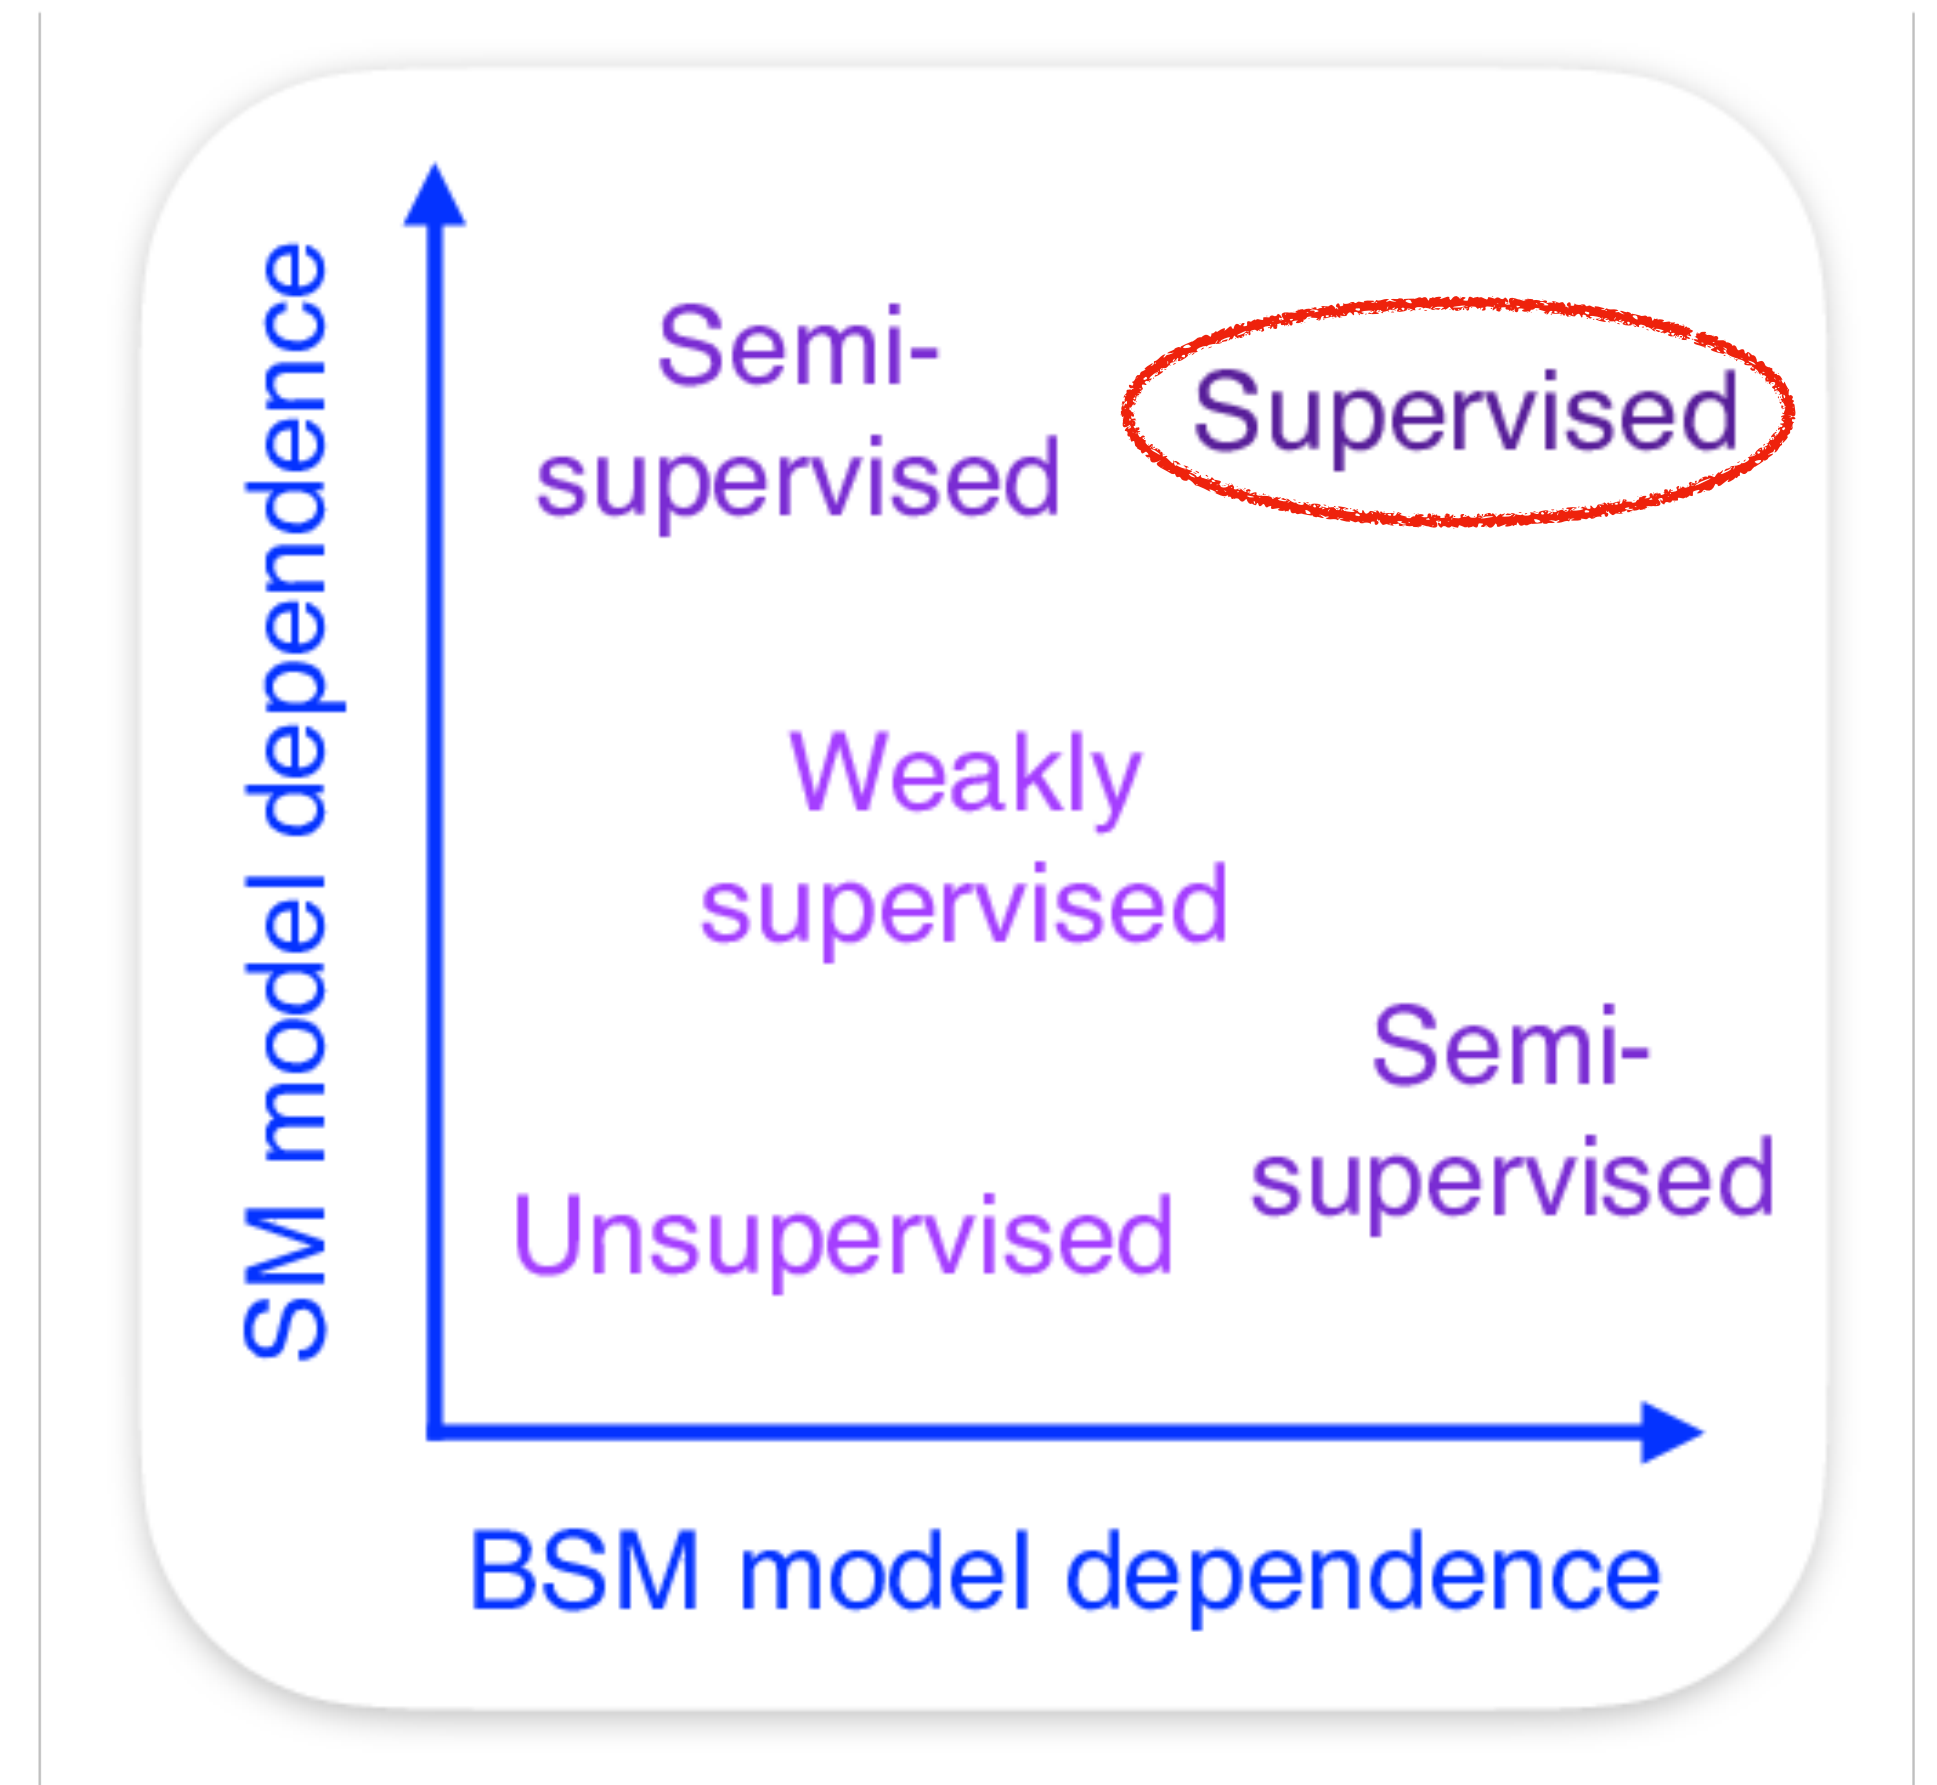 SM model dependence
Semi-
supervised
Supervised
Weakly
supervised
Semi-
supervised
Unsupervised
BSM model dependence